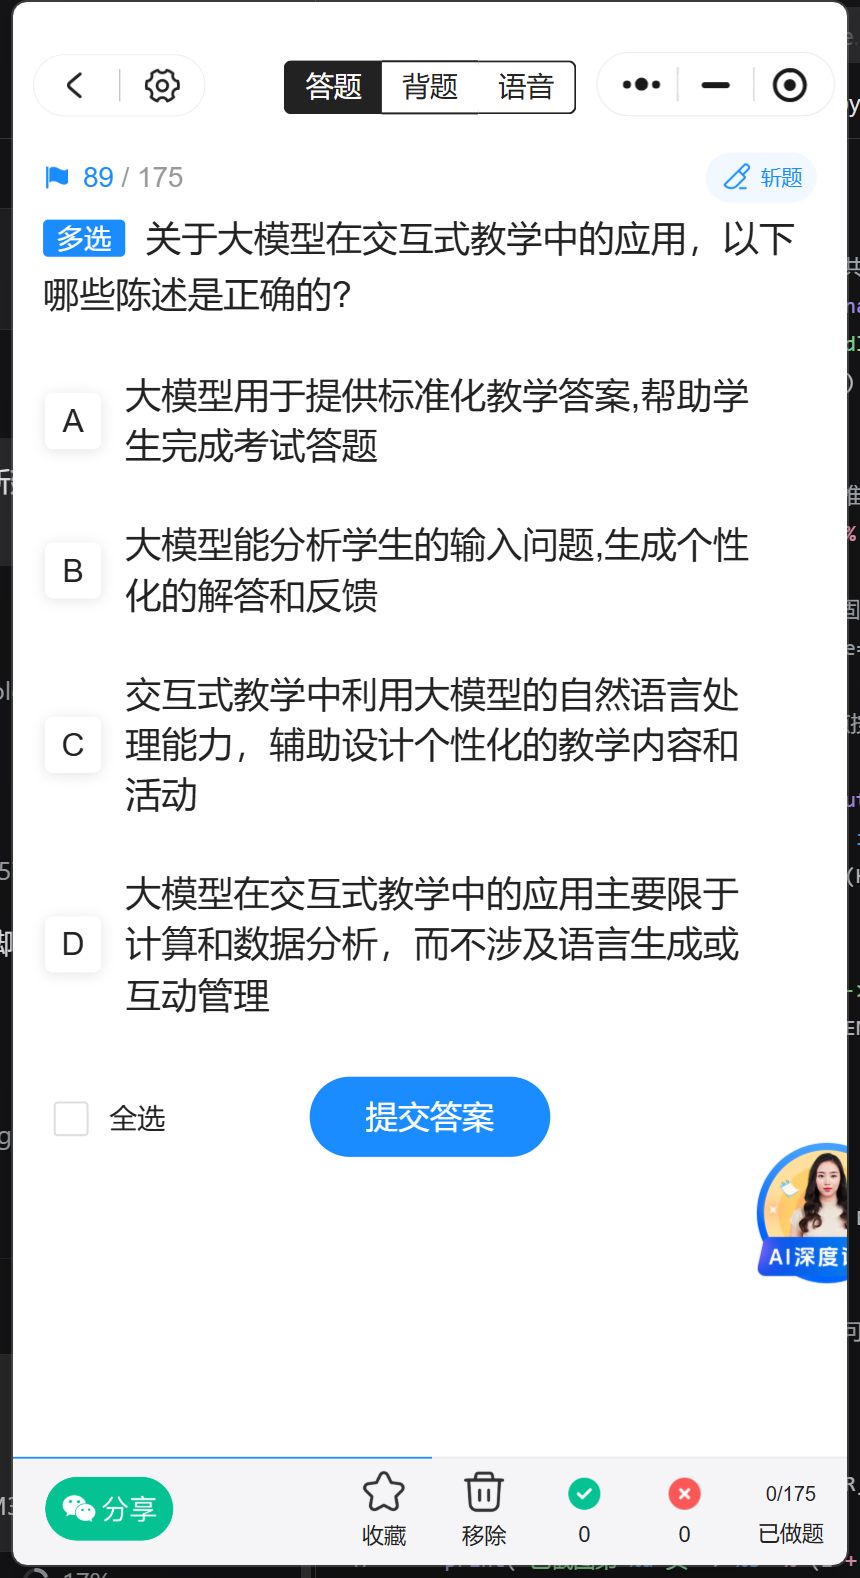 答题 背题 语音
89 / 175
斩题
多选 关于大模型在交互式教学中的应用，以下
哪些陈述是正确的?
A 大模型用于提供标准化教学答案,帮助学
生完成考试答题
B 大模型能分析学生的输入问题,生成个性
化的解答和反馈
C 交互式教学中利用大模型的自然语言处
理能力，辅助设计个性化的教学内容和
活动
D 大模型在交互式教学中的应用主要限于
计算和数据分析，而不涉及语言生成或
互动管理
全选 提交答案
AI深度
分享
收藏 移除 0 0 0/175
已做题
17%